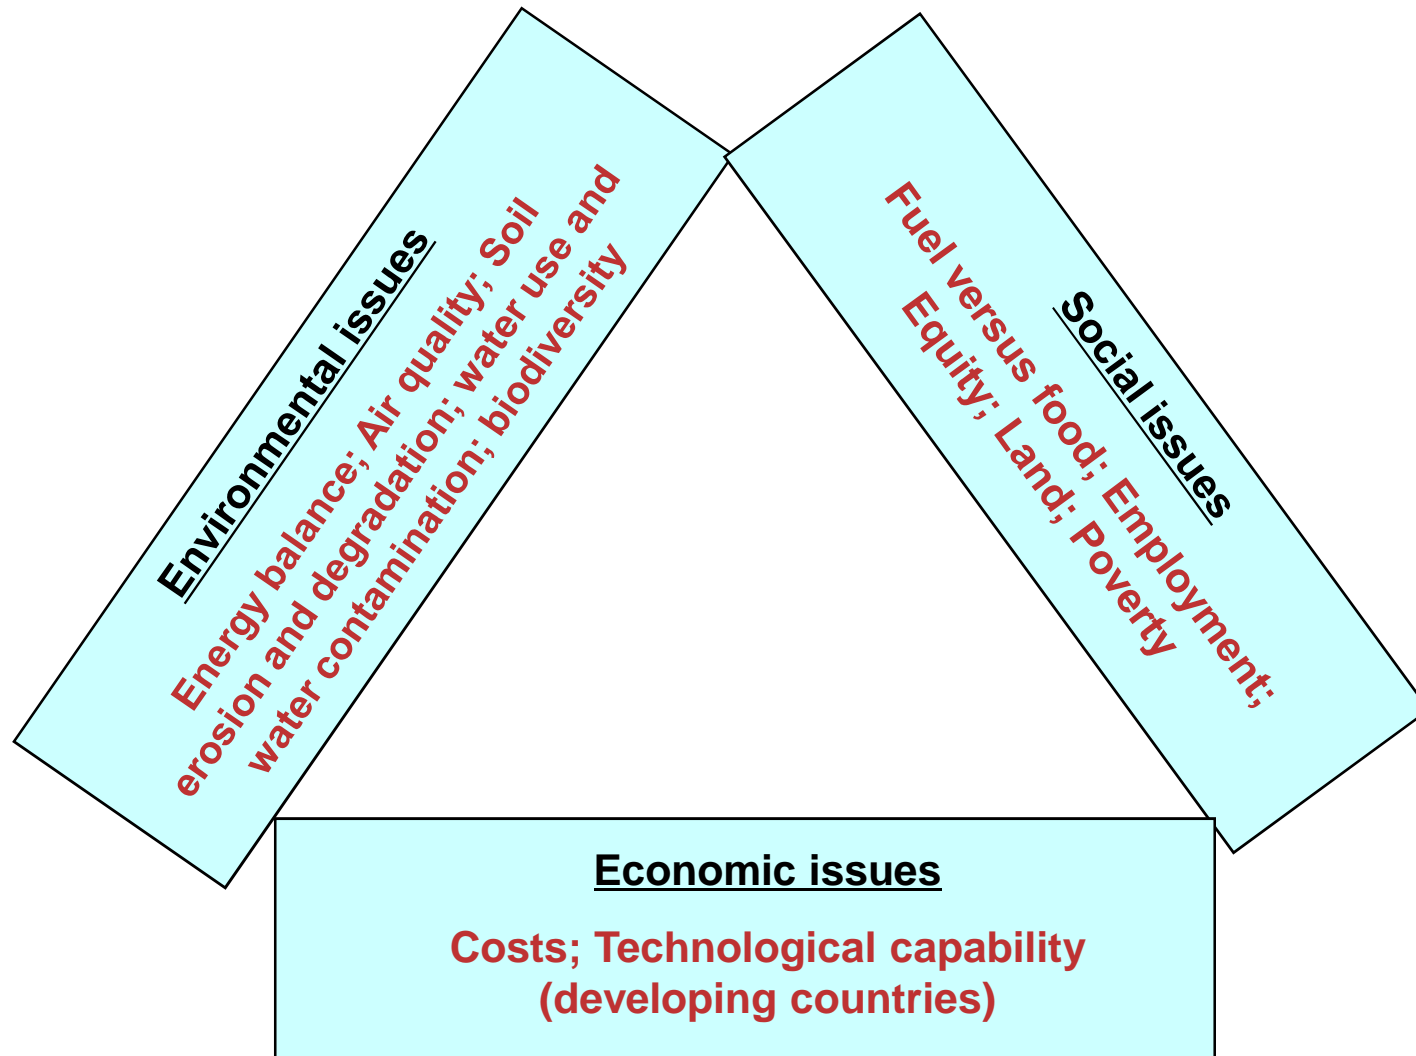 Environmental issues
Energy balance; Air quality; Soil
erosion and degradation; water use and
water contamination; biodiversity
Social issues
Fuel versus food; Employment;
Equity; Land; Poverty
Economic issues
Costs; Technological capability
(developing countries)